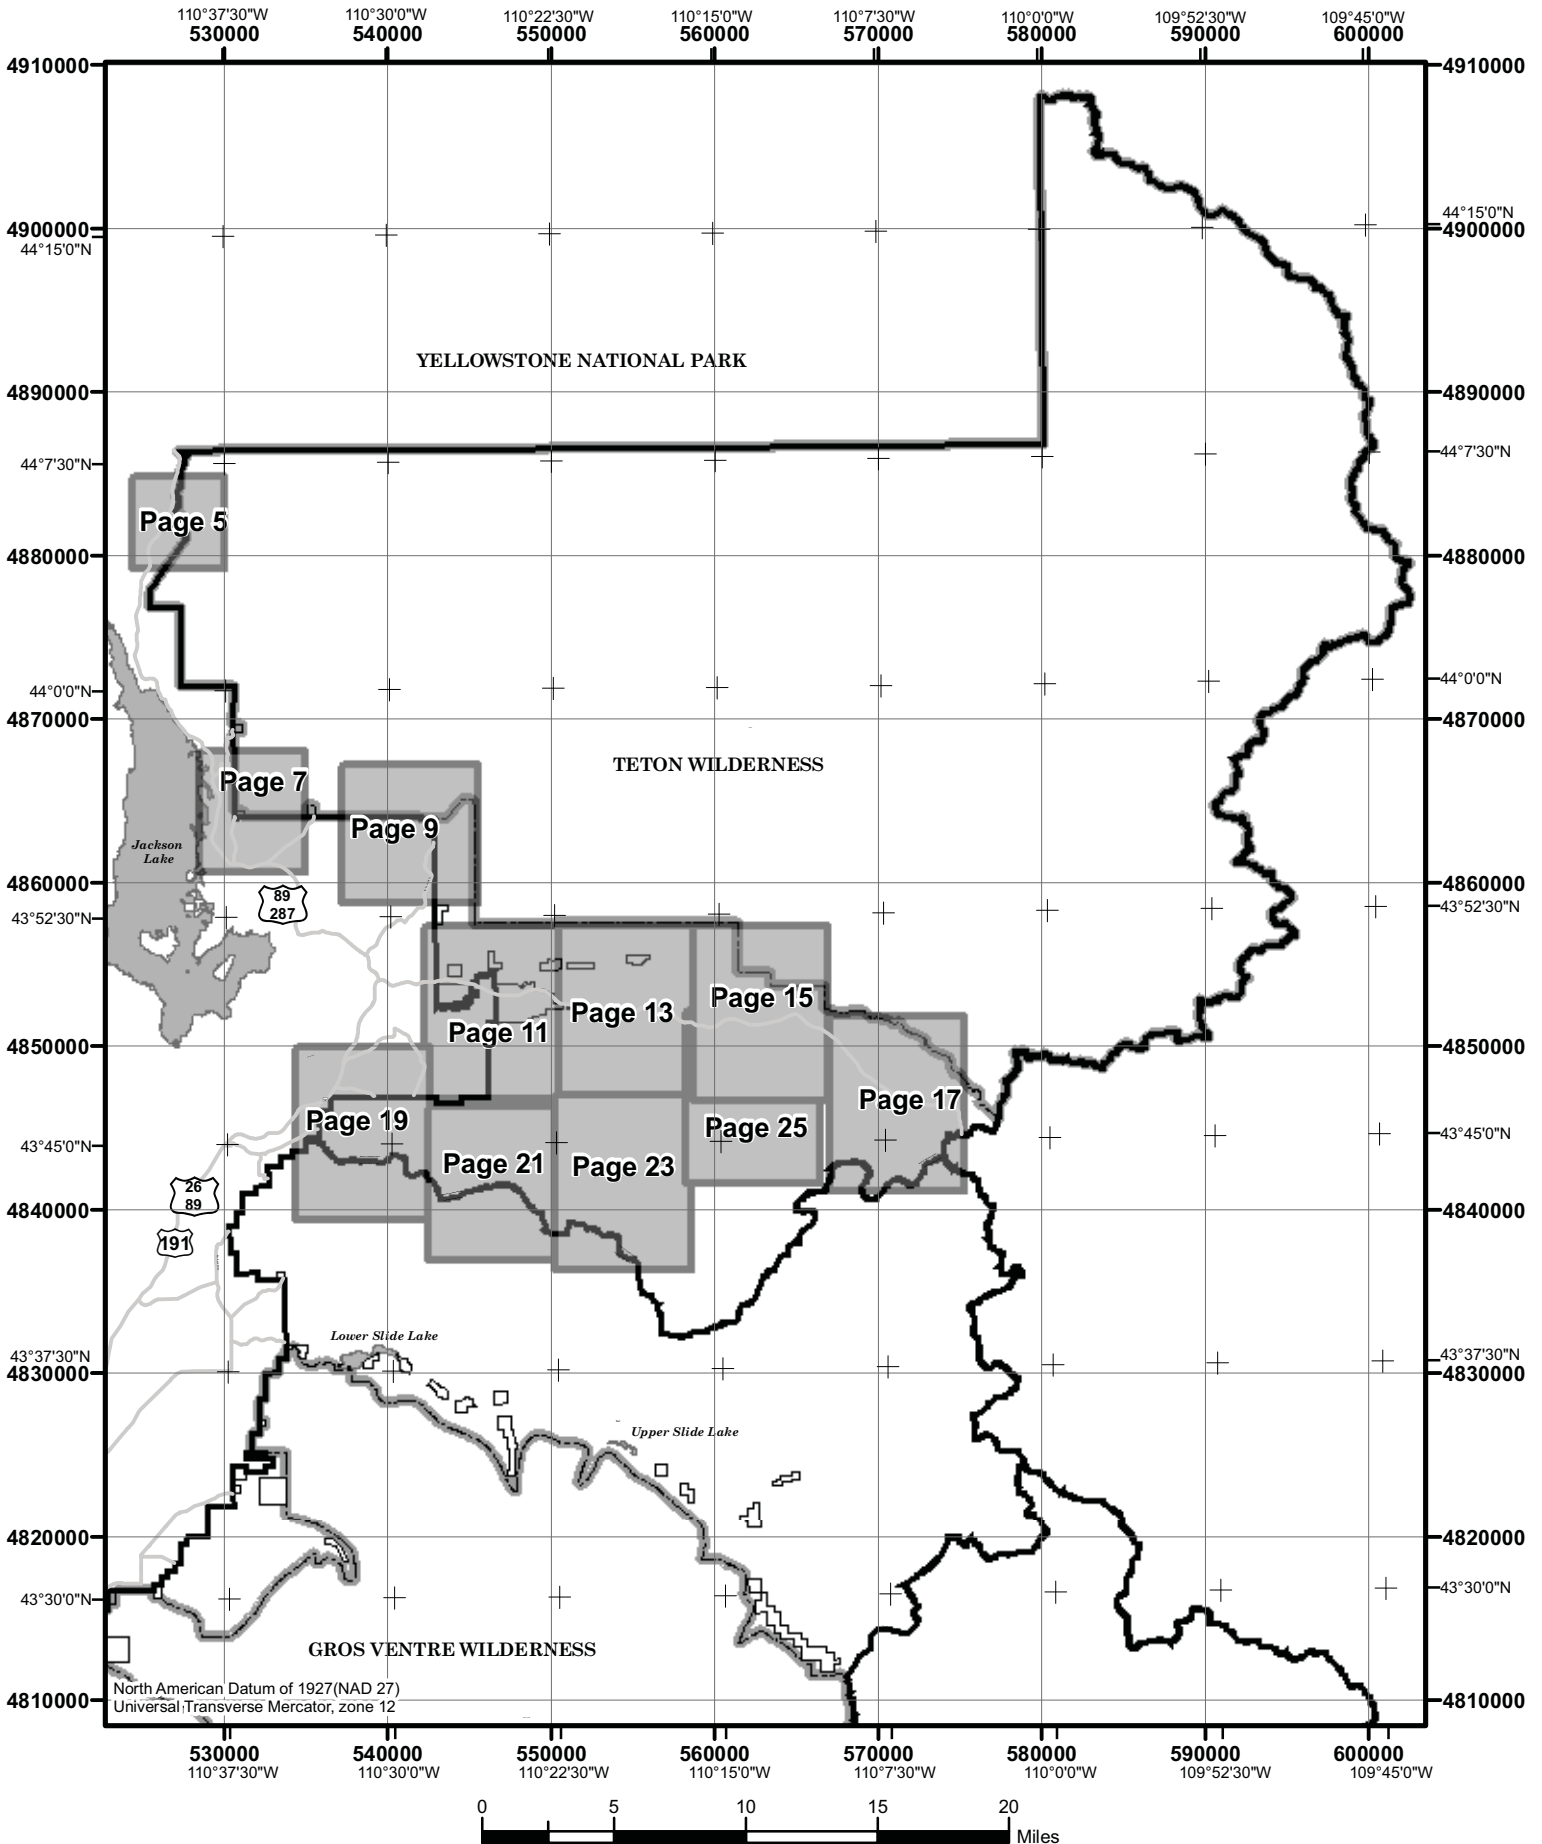 110°37'30"W 110°30'0"W 110°22'30"W 110°15'0"W 110°7'30"W 110°0'0"W 109°52'30"W 109°45'0"W
530000 540000 550000 560000 570000 580000 590000 600000
4910000 4910000
44°15'0"N
4900000 4900000
44°15'0"N
YELLOWSTONE NATIONAL PARK
4890000 4890000
44°7'30"N 44°7'30"N
Page 5
4880000 4880000
44°0'0"N 44°0'0"N
4870000 4870000
TETON WILDERNESS
Page 7
Page 9
Jackson
Lake
4860000 4860000
89
287
43°52'30"N 43°52'30"N
Page 15
Page 13
Page 11
4850000 4850000
Page 17
Page 19
Page 25
43°45'0"N 43°45'0"N
Page 21
Page 23
26
89
4840000 4840000
191
Lower Slide Lake
43°37'30"N 43°37'30"N
4830000 4830000
Upper Slide Lake
4820000 4820000
43°30'0"N 43°30'0"N
GROS VENTRE WILDERNESS
North American Datum of 1927(NAD 27)
4810000 4810000
Universal Transverse Mercator, zone 12
530000 540000 550000 560000 570000 580000 590000 600000
110°37'30"W 110°30'0"W 110°22'30"W 110°15'0"W 110°7'30"W 110°0'0"W 109°52'30"W 109°45'0"W
0 5 10 15 20
Miles